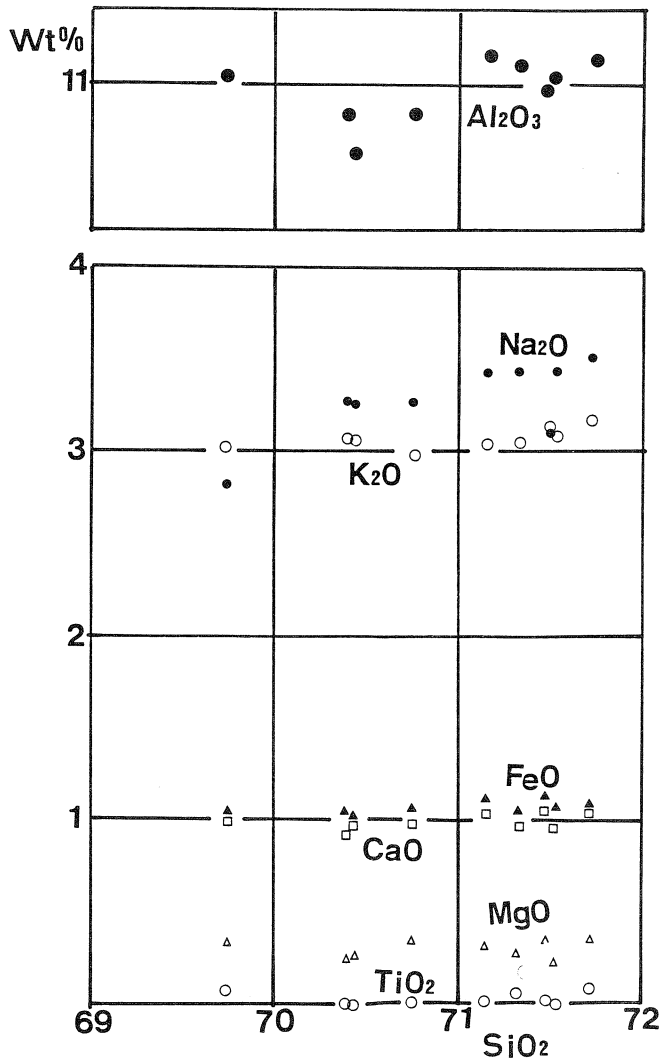 Wt%
11
Al₂O₃
4
Na₂O
3
K₂O
2
FeO
1
CaO
MgO
TiO₂
69 70 71 72
SiO₂